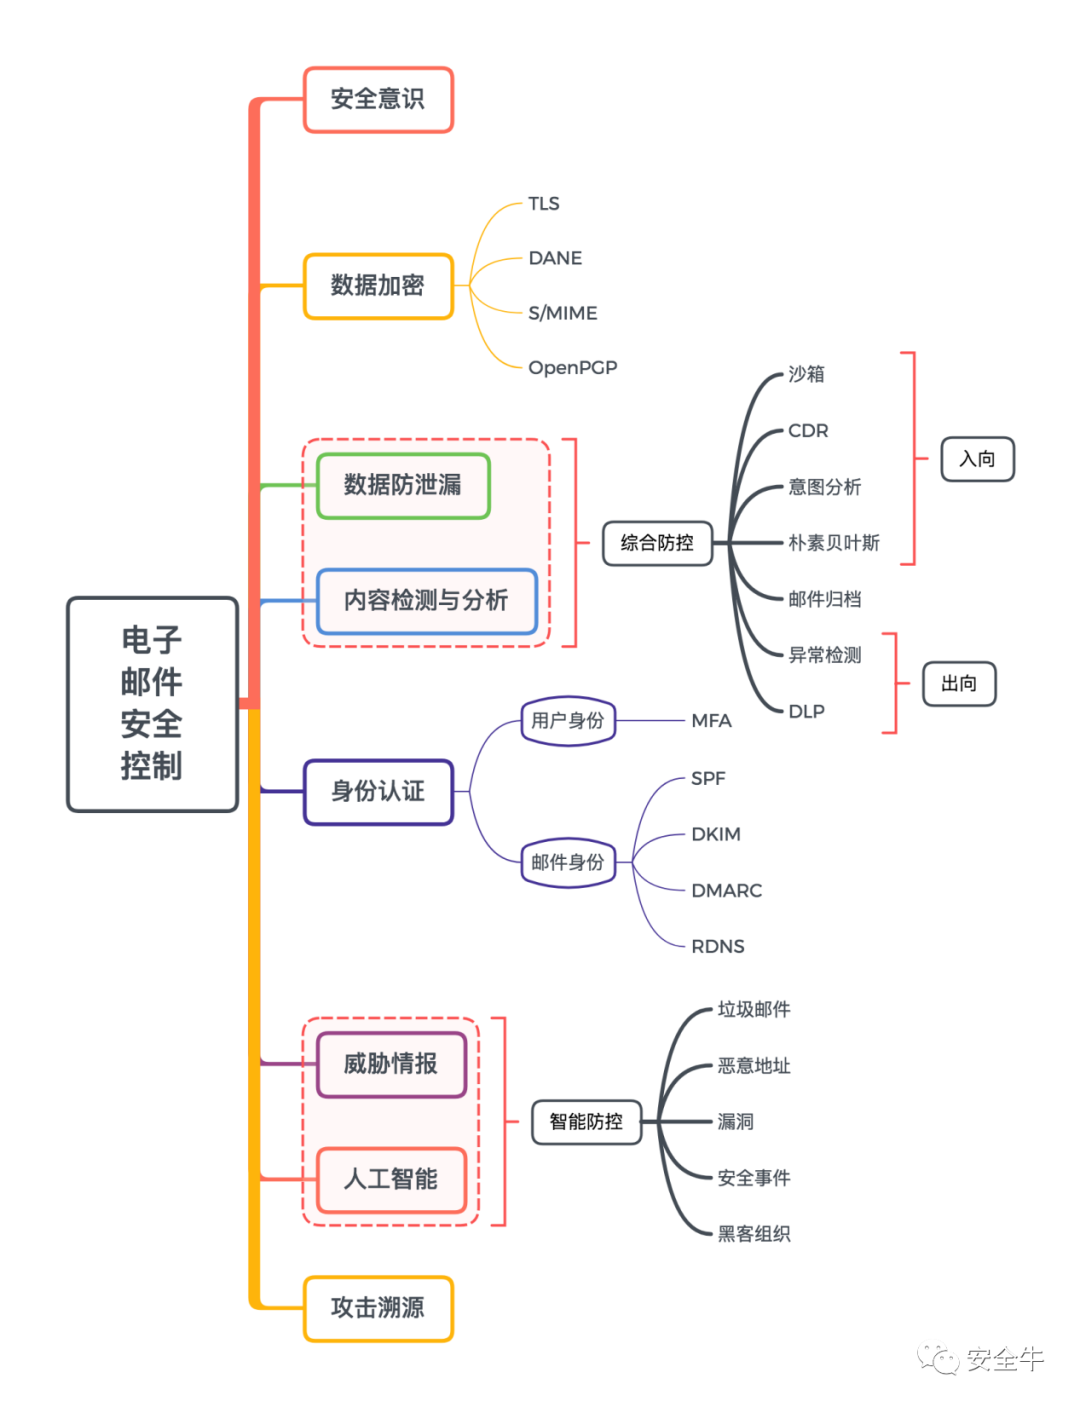 电子
邮件
安全
控制
安全意识
数据加密
TLS
DANE
S/MIME
OpenPGP
数据防泄漏
内容检测与分析
综合防控
沙箱
CDR
意图分析
朴素贝叶斯
邮件归档
异常检测
DLP
入向
出向
身份认证
用户身份
MFA
邮件身份
SPF
DKIM
DMARC
RDNS
威胁情报
人工智能
智能防控
垃圾邮件
恶意地址
漏洞
安全事件
黑客组织
攻击溯源
安全牛